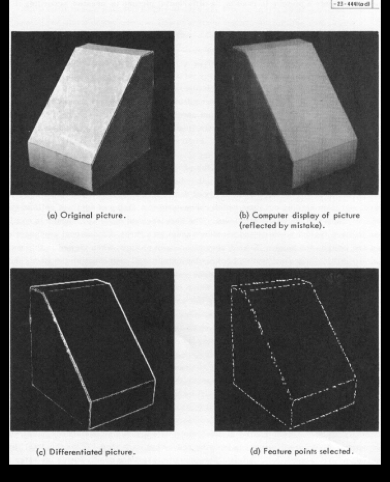 (a) Original picture.
(b) Computer display of picture
(reflected by mistake).
(c) Differentiated picture.
(d) Feature points selected.